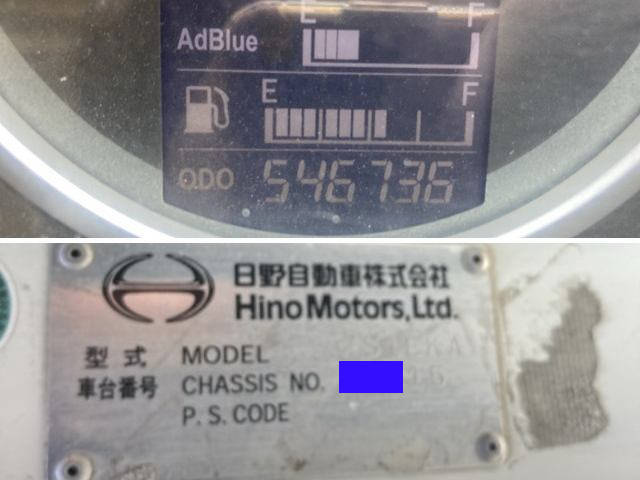 AdBlue E F
E F
ODO 546736
日野自動車株式会社
Hino Motors, Ltd.
型式 MODEL
車台番号 CHASSIS NO.
P.S. CODE